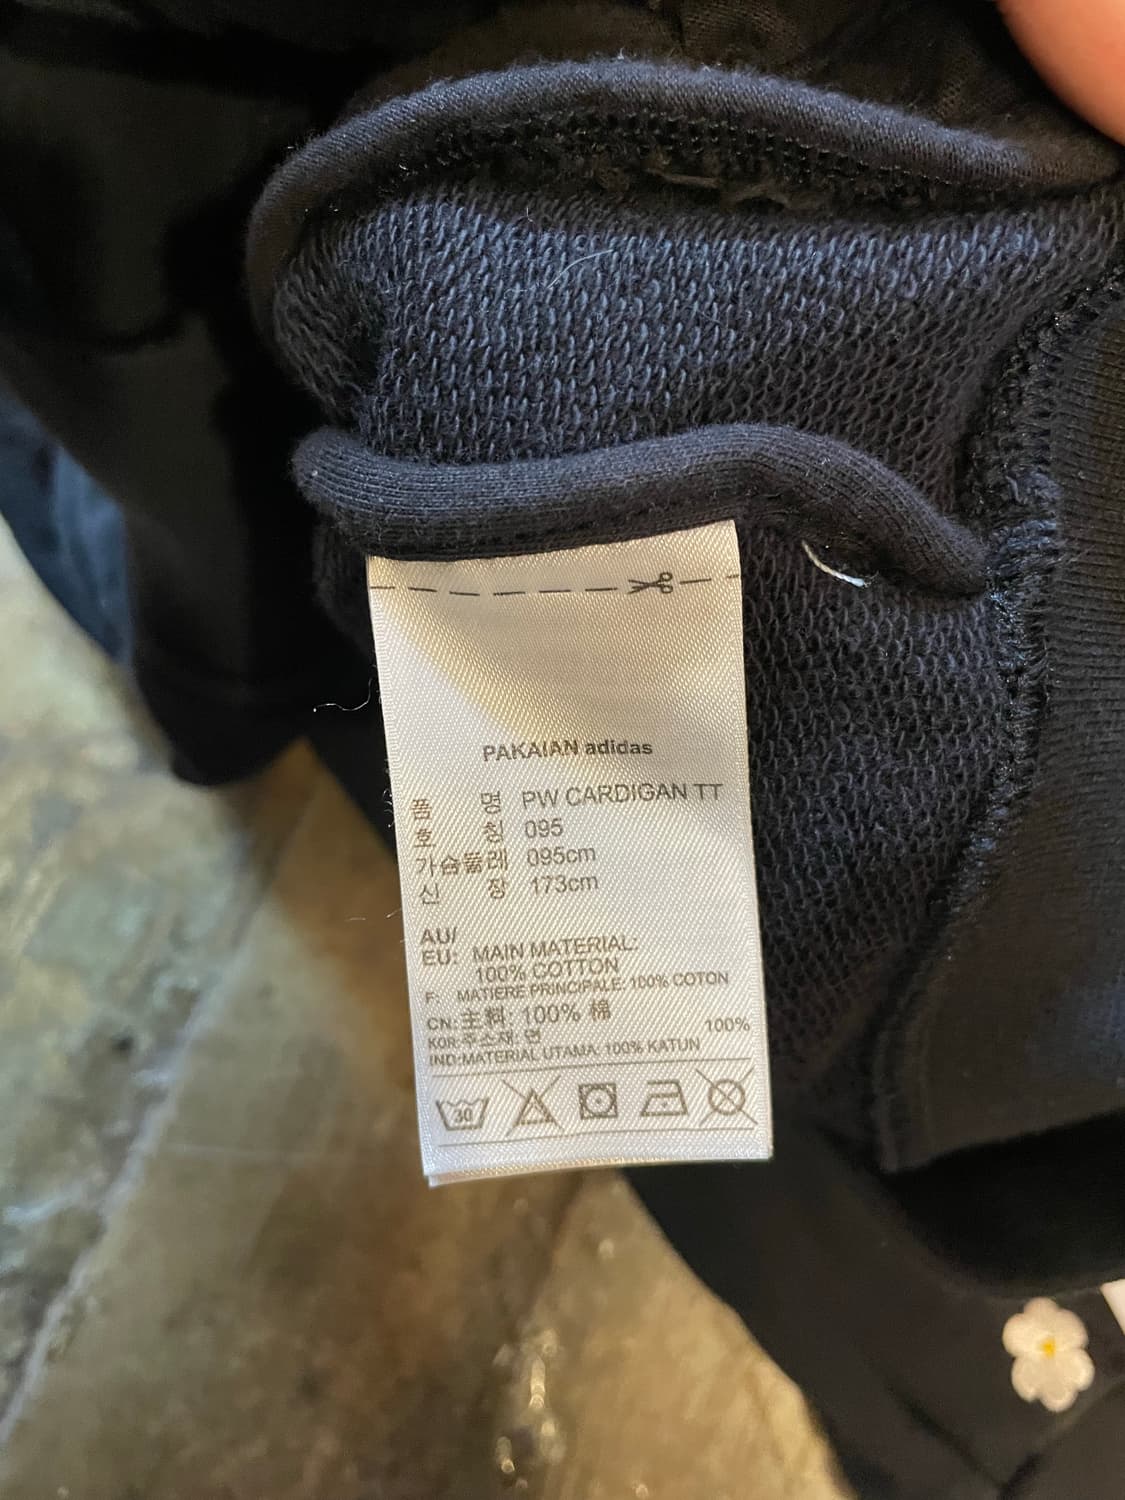 PAKAIAN adidas
품 명 PW CARDIGAN TT
호 칭 095
가슴둘레 095cm
신 장 173cm
AU/
EU: MAIN MATERIAL:
100% COTTON
F: MATIERE PRINCIPALE: 100% COTON
CN: 主料: 100% 棉
KOR: 주소재: 면 100%
IND:MATERIAL UTAMA: 100% KATUN
30